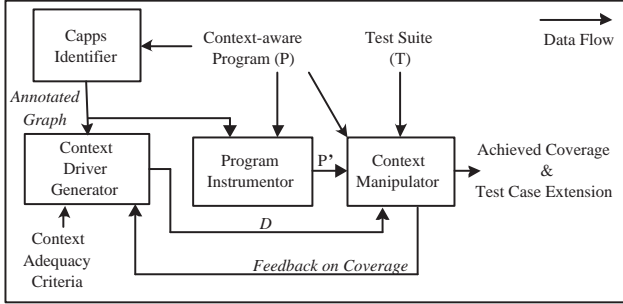 Capps
Identifier
Context-aware
Program (P)
Test Suite
(T)
Data Flow
Annotated
Graph
Context
Driver
Generator
Program
Instrumentor
P’
Context
Manipulator
Achieved Coverage
&
Test Case Extension
D
Context
Adequacy
Criteria
Feedback on Coverage